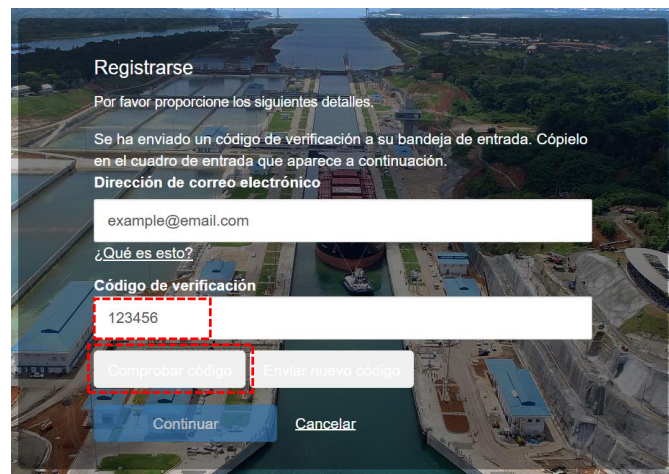 Registrarse
Por favor proporcione los siguientes detalles.
Se ha enviado un código de verificación a su bandeja de entrada. Cópielo
en el cuadro de entrada que aparece a continuación.
Dirección de correo electrónico
example@email.com
¿Qué es esto?
Código de verificación
123456
Comprobar código Enviar nuevo código
Continuar Cancelar